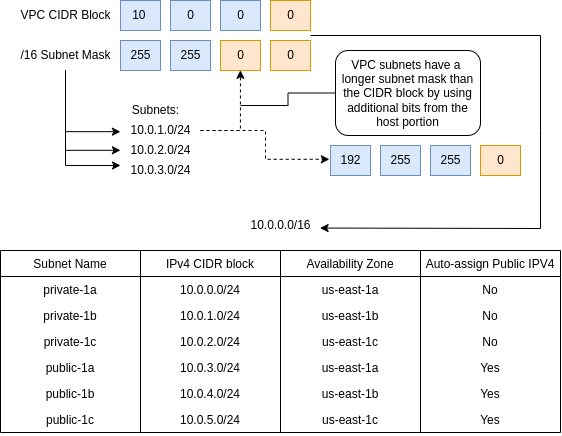 VPC CIDR Block 10 0 0 0
/16 Subnet Mask 255 255 0 0
VPC subnets have a
longer subnet mask than
the CIDR block by using
additional bits from the
host portion
Subnets:
10.0.1.0/24
10.0.2.0/24
10.0.3.0/24
192 255 255 0
10.0.0.0/16
Subnet Name IPv4 CIDR block Availability Zone Auto-assign Public IPV4
private-1a 10.0.0.0/24 us-east-1a No
private-1b 10.0.1.0/24 us-east-1b No
private-1c 10.0.2.0/24 us-east-1c No
public-1a 10.0.3.0/24 us-east-1a Yes
public-1b 10.0.4.0/24 us-east-1b Yes
public-1c 10.0.5.0/24 us-east-1c Yes